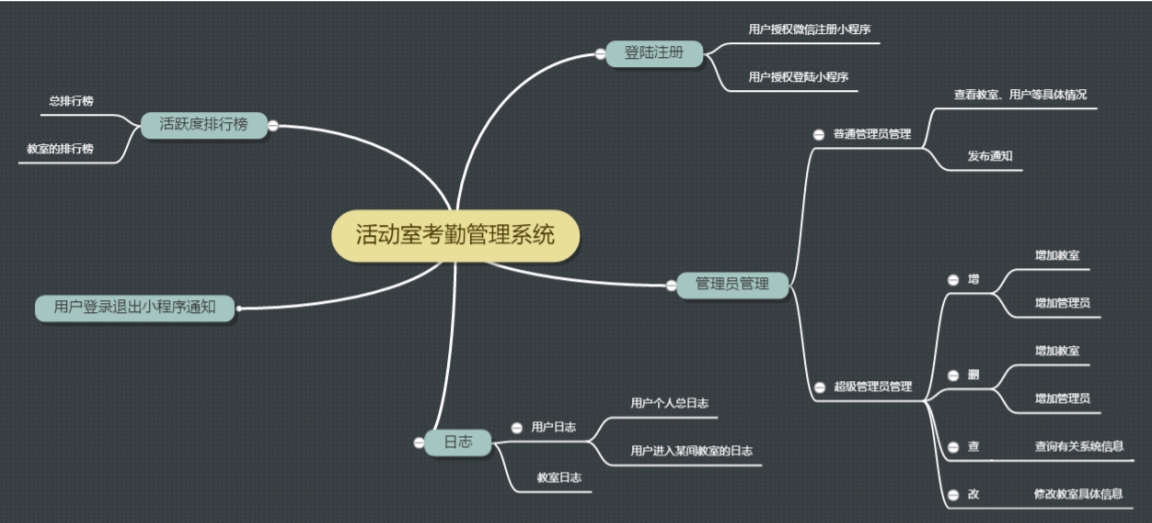 活动室考勤管理系统
登陆注册
用户授权微信注册小程序
用户授权登陆小程序
管理员管理
普通管理员管理
查看教室、用户等具体情况
发布通知
超级管理员管理
增
增加教室
增加管理员
删
增加教室
增加管理员
查
查询有关系统信息
改
修改教室具体信息
日志
用户日志
用户个人总日志
用户进入某间教室的日志
教室日志
用户登录退出小程序通知
活跃度排行榜
总排行榜
教室的排行榜